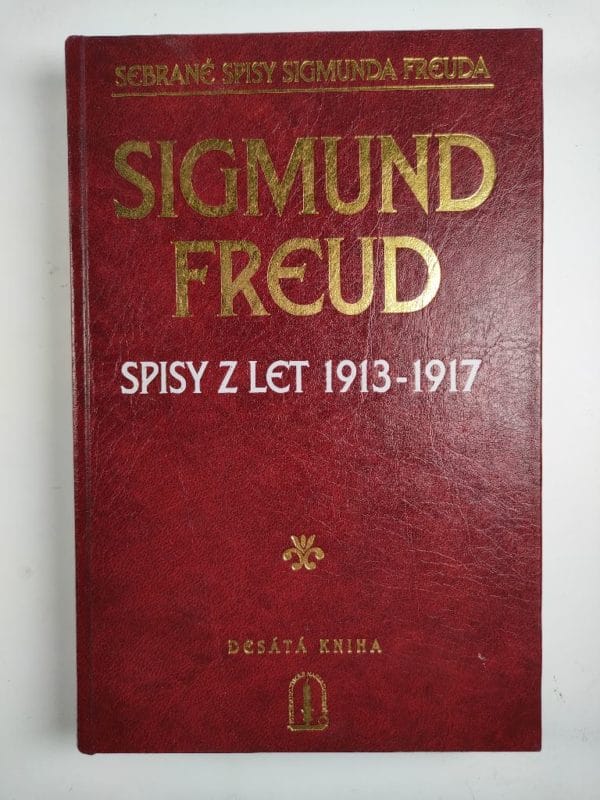 SEBRANÉ SPISY SIGMUNDA FREUDA
SIGMUND
FREUD
SPISY Z LET 1913-1917
DESÁTÁ KNIHA